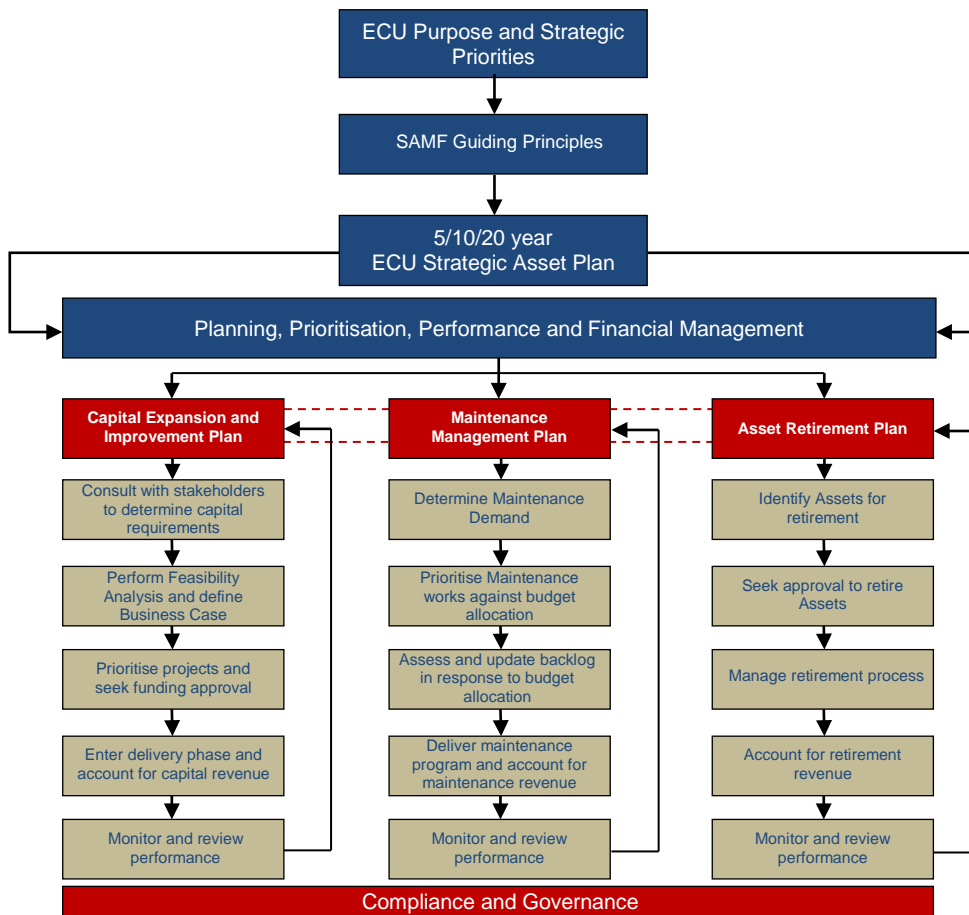 ECU Purpose and Strategic
Priorities
SAMF Guiding Principles
5/10/20 year
ECU Strategic Asset Plan
Planning, Prioritisation, Performance and Financial Management
Capital Expansion and
Improvement Plan
Maintenance
Management Plan
Asset Retirement Plan
Consult with stakeholders
to determine capital
requirements
Determine Maintenance
Demand
Identify Assets for
retirement
Perform Feasibility
Analysis and define
Business Case
Prioritise Maintenance
works against budget
allocation
Seek approval to retire
Assets
Prioritise projects and
seek funding approval
Assess and update backlog
in response to budget
allocation
Manage retirement process
Enter delivery phase and
account for capital revenue
Deliver maintenance
program and account for
maintenance revenue
Account for retirement
revenue
Monitor and review
performance
Monitor and review
performance
Monitor and review
performance
Compliance and Governance